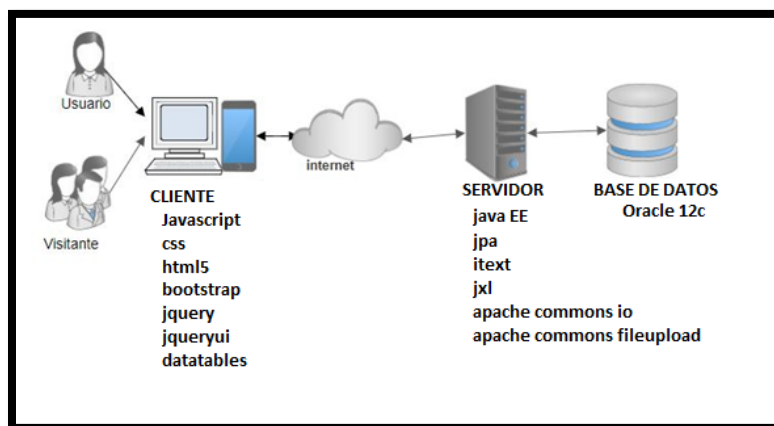 Usuario
Visitante
CLIENTE
Javascript
css
html5
bootstrap
jquery
jqueryui
datatables
internet
SERVIDOR
java EE
jpa
itext
jxl
apache commons io
apache commons fileupload
BASE DE DATOS
Oracle 12c